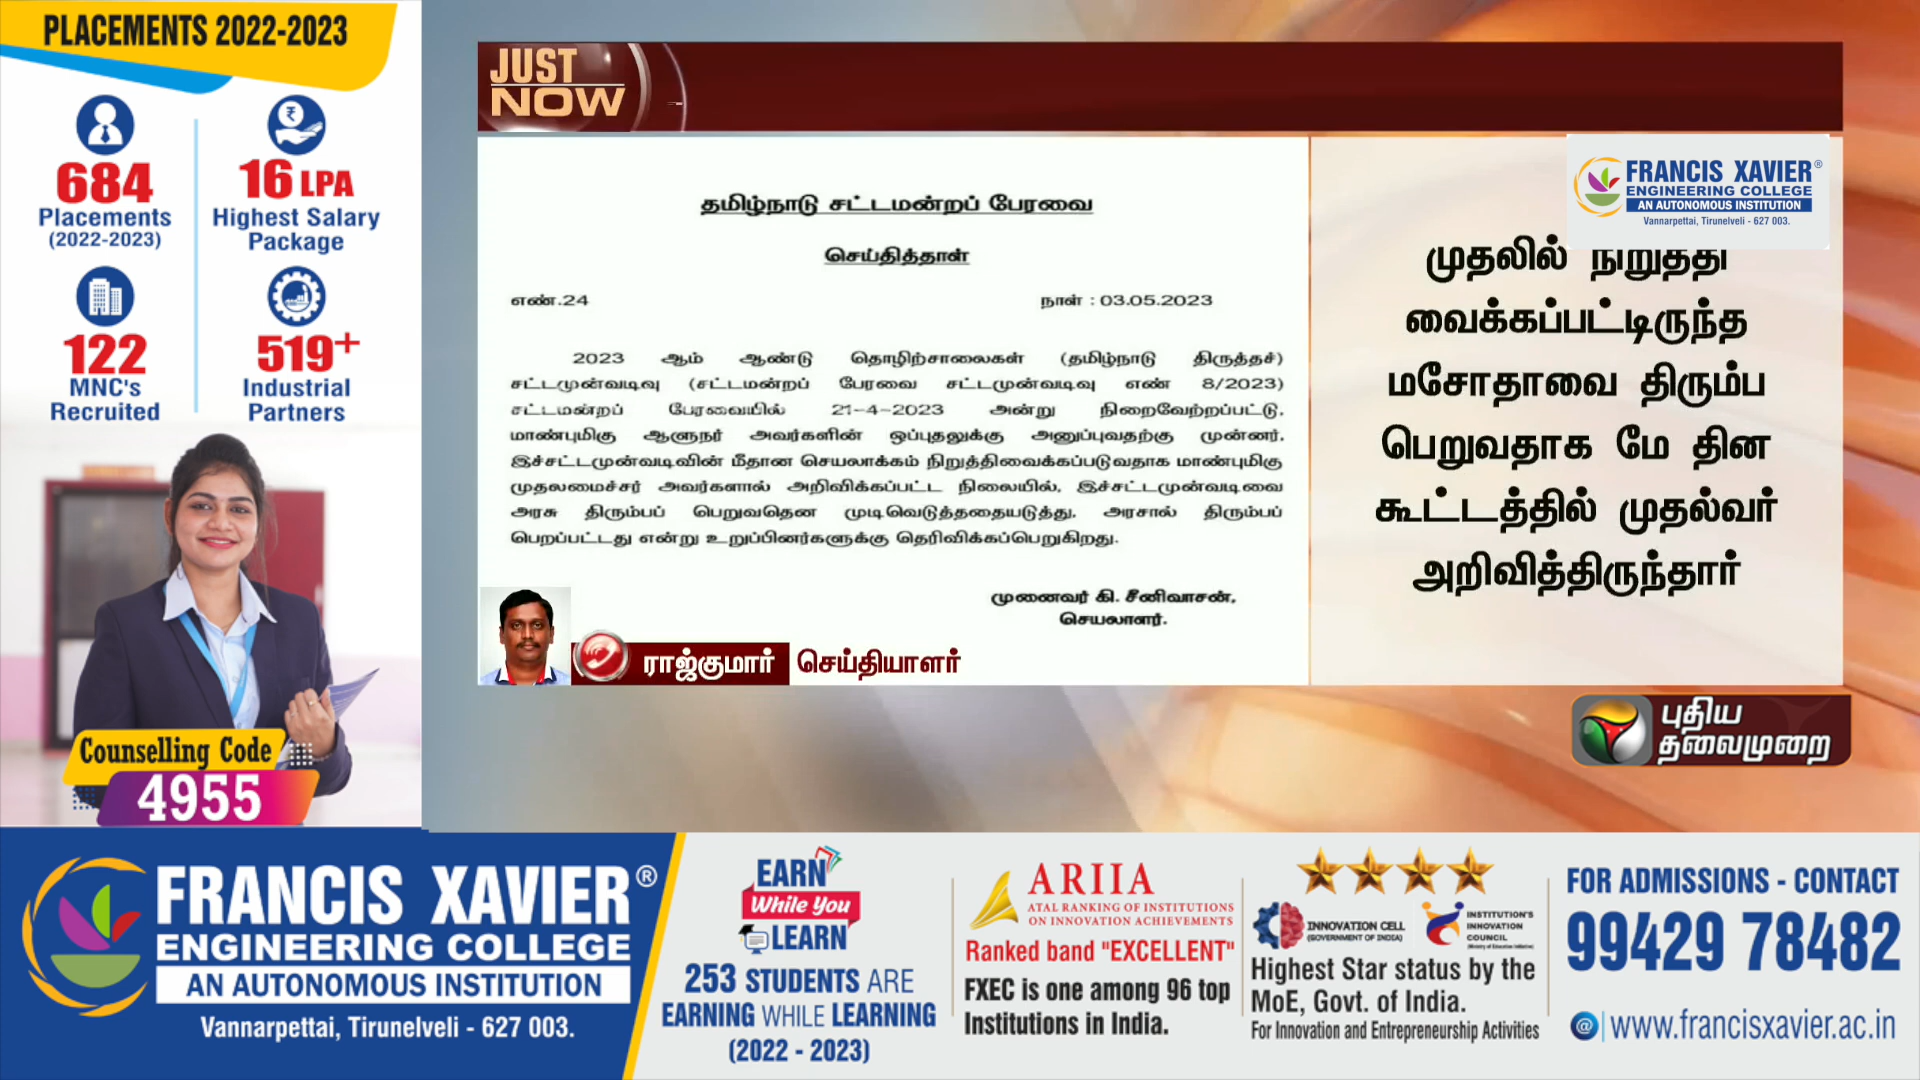 PLACEMENTS 2022-2023
684
Placements
(2022-2023)
16 LPA
Highest Salary
Package
122
MNC's
Recruited
519+
Industrial
Partners
Counselling Code
4955
JUST
NOW
தமிழ்நாடு சட்டமன்றப் பேரவை
செய்தித்தாள்
எண்.24
நாள் : 03.05.2023
2023 ஆம் ஆண்டு தொழிற்சாலைகள் (தமிழ்நாடு திருத்தச்)
சட்டமுன்வடிவு (சட்டமன்றப் பேரவை சட்டமுன்வடிவு எண் 8/2023)
சட்டமன்றப் பேரவையில் 21-4-2023 அன்று நிறைவேற்றப்பட்டு,
மாண்புமிகு ஆளுநர் அவர்களின் ஒப்புதலுக்கு அனுப்புவதற்கு முன்னர்,
இச்சட்டமுன்வடிவின் மீதான செயலாக்கம் நிறுத்திவைக்கப்படுவதாக மாண்புமிகு
முதலமைச்சர் அவர்களால் அறிவிக்கப்பட்ட நிலையில், இச்சட்டமுன்வடிவை
அரசு திரும்பப் பெறுவதென முடிவெடுத்ததையடுத்து, அரசால் திரும்பப்
பெறப்பட்டது என்று உறுப்பினர்களுக்கு தெரிவிக்கப்பெறுகிறது.
முனைவர் கி. சீனிவாசன்,
செயலாளர்.
ராஜ்குமார் செய்தியாளர்
FRANCIS XAVIER®
ENGINEERING COLLEGE
AN AUTONOMOUS INSTITUTION
Vannarpettai, Tirunelveli - 627 003.
முதலில் நிறுத்தி
வைக்கப்பட்டிருந்த
மசோதாவை திரும்ப
பெறுவதாக மே தின
கூட்டத்தில் முதல்வர்
அறிவித்திருந்தார்
புதிய
தலைமுறை
FRANCIS XAVIER®
ENGINEERING COLLEGE
AN AUTONOMOUS INSTITUTION
Vannarpettai, Tirunelveli - 627 003.
EARN
While You
LEARN
253 STUDENTS ARE
EARNING WHILE LEARNING
(2022 - 2023)
ARIIA
ATAL RANKING OF INSTITUTIONS
ON INNOVATION ACHIEVEMENTS
Ranked band "EXCELLENT"
FXEC is one among 96 top
Institutions in India.
INNOVATION CELL
(GOVERNMENT OF INDIA)
INSTITUTION'S
INNOVATION
COUNCIL
(Ministry of Education Initiative)
Highest Star status by the
MoE, Govt. of India.
For Innovation and Entrepreneurship Activities
FOR ADMISSIONS - CONTACT
99429 78482
@ www.francisxavier.ac.in